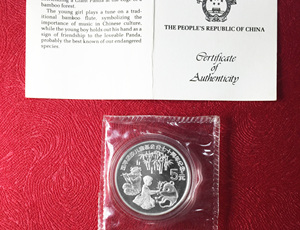 bamboo forest.
The young girl plays a tune on a trad-
itional bamboo flute, symbolizing the
importance of music in Chinese culture,
while the young boy holds out his hand as a
sign of friendship to the loveable Panda,
probably the best known of our endangered
species.
THE PEOPLE'S REPUBLIC OF CHINA
Certificate
of
Authenticity
5元